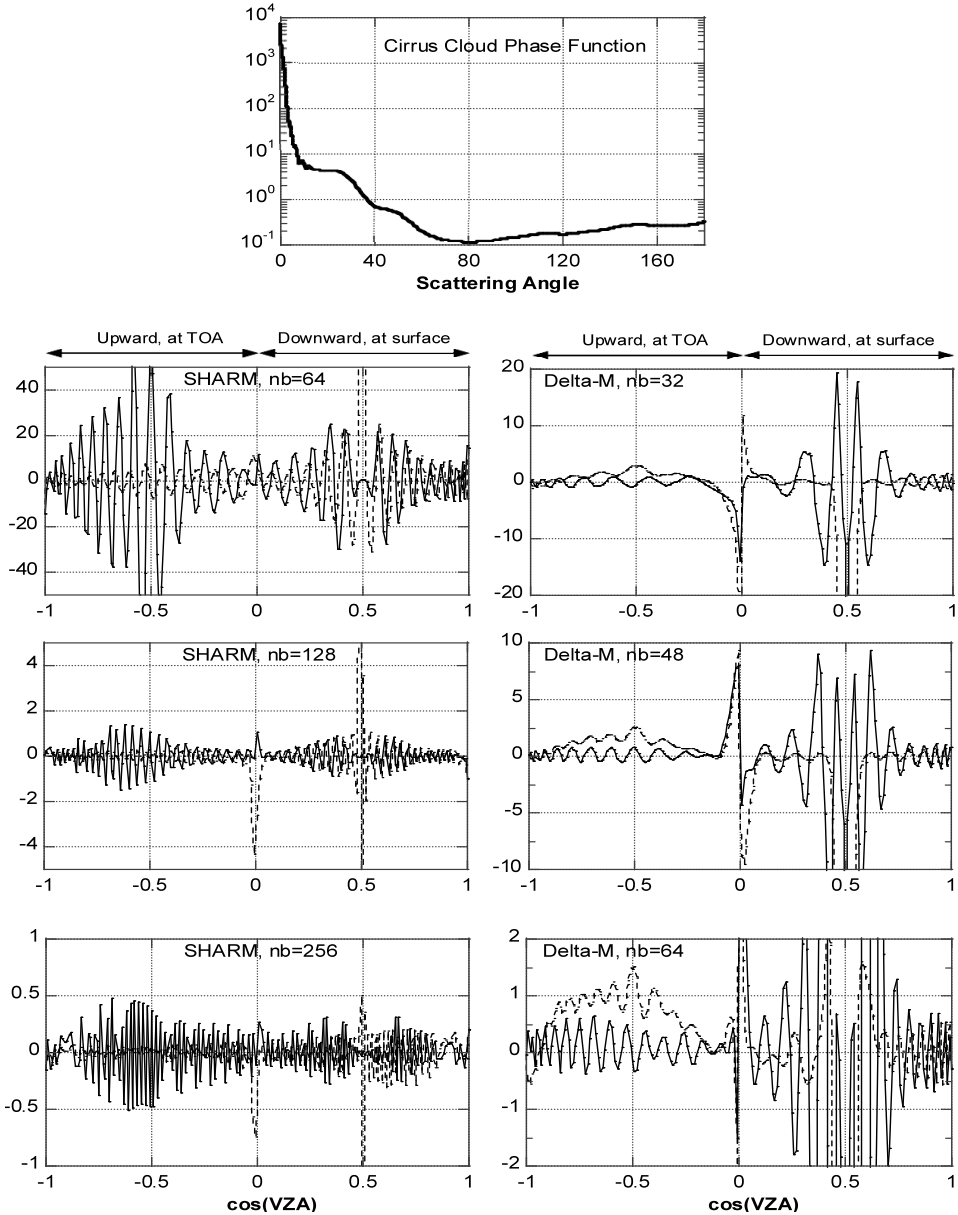 Cirrus Cloud Phase Function
10^4
10^3
10^2
10^1
10^0
10^-1
0 40 80 120 160
Scattering Angle
Upward, at TOA Downward, at surface
SHARM, nb=64
40
20
0
-20
-40
-1 -0.5 0 0.5 1
Upward, at TOA Downward, at surface
Delta-M, nb=32
20
10
0
-10
-20
-1 -0.5 0 0.5 1
SHARM, nb=128
4
2
0
-2
-4
-1 -0.5 0 0.5 1
Delta-M, nb=48
10
5
0
-5
-10
-1 -0.5 0 0.5 1
SHARM, nb=256
1
0.5
0
-0.5
-1
-1 -0.5 0 0.5 1
cos(VZA)
Delta-M, nb=64
2
1
0
-1
-2
-1 -0.5 0 0.5 1
cos(VZA)